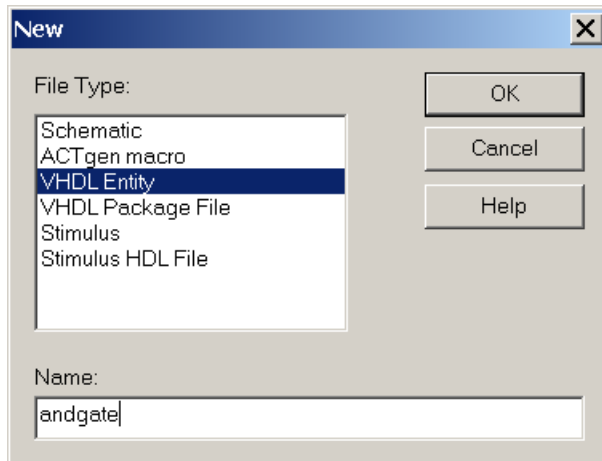 New
File Type:
Schematic
ACTgen macro
VHDL Entity
VHDL Package File
Stimulus
Stimulus HDL File
OK
Cancel
Help
Name:
andgate